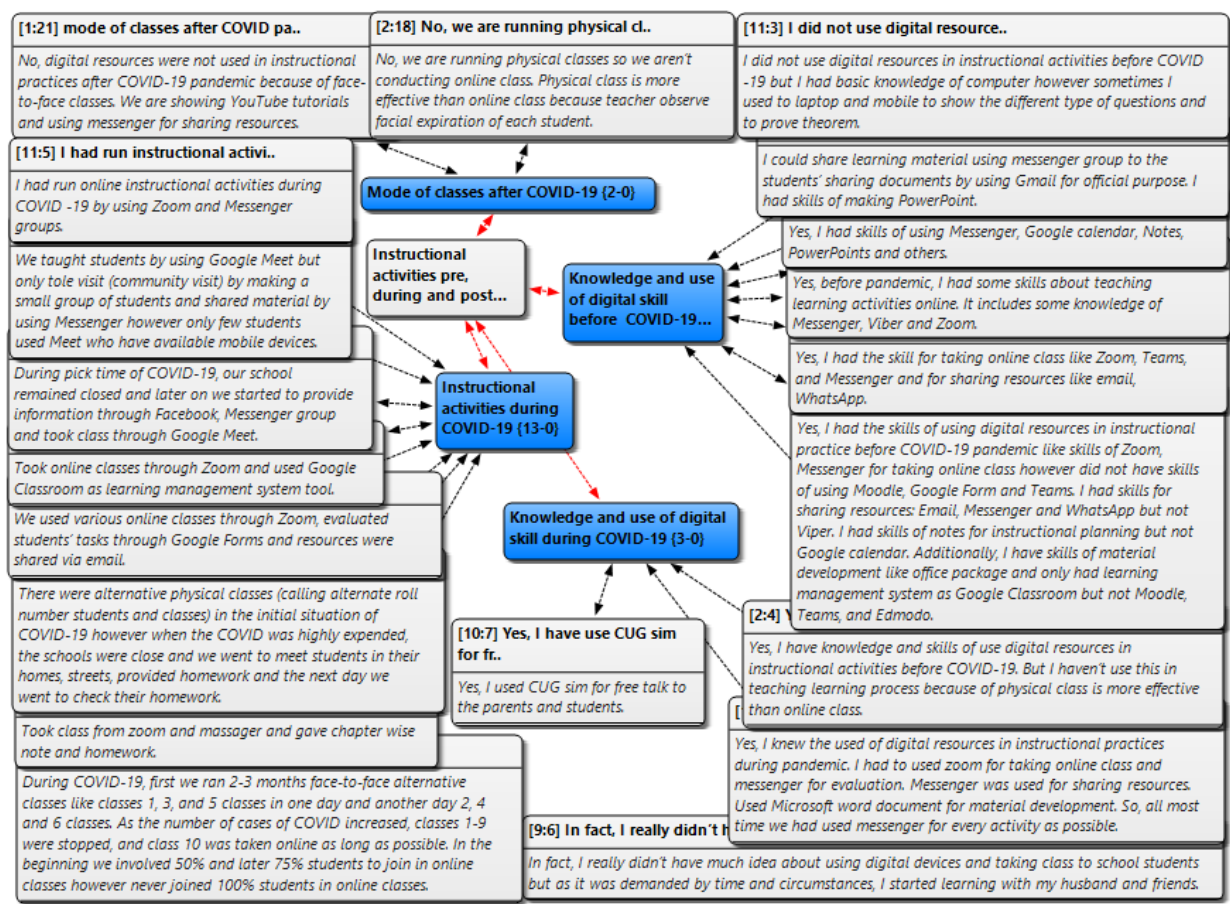 [1:21] mode of classes after COVID pa..
No, digital resources were not used in instructional
practices after COVID-19 pandemic because of face-
to-face classes. We are showing YouTube tutorials
and using messenger for sharing resources.
[2:18] No, we are running physical cl..
No, we are running physical classes so we aren't
conducting online class. Physical class is more
effective than online class because teacher observe
facial expiration of each student.
[11:3] I did not use digital resource..
I did not use digital resources in instructional activities before COVID
-19 but I had basic knowledge of computer however sometimes I
used to laptop and mobile to show the different type of questions and
to prove theorem.
[11:5] I had run instructional activi..
I had run online instructional activities during
COVID -19 by using Zoom and Messenger
groups.
Mode of classes after COVID-19 {2-0}
I could share learning material using messenger group to the
students' sharing documents by using Gmail for official purpose. I
had skills of making PowerPoint.
Yes, I had skills of using Messenger, Google calendar, Notes,
PowerPoints and others.
Instructional
activities pre,
during and post...
Knowledge and use
of digital skill
before COVID-19...
We taught students by using Google Meet but
only tole visit (community visit) by making a
small group of students and shared material by
using Messenger however only few students
used Meet who have available mobile devices.
Yes, before pandemic, I had some skills about teaching
learning activities online. It includes some knowledge of
Messenger, Viber and Zoom.
Yes, I had the skill for taking online class like Zoom, Teams,
and Messenger and for sharing resources like email,
WhatsApp.
During pick time of COVID-19, our school
remained closed and later on we started to provide
information through Facebook, Messenger group
and took class through Google Meet.
Instructional
activities during
COVID-19 {13-0}
Yes, I had the skills of using digital resources in instructional
practice before COVID-19 pandemic like skills of Zoom,
Messenger for taking online class however did not have skills
of using Moodle, Google Form and Teams. I had skills for
sharing resources: Email, Messenger and WhatsApp but not
Viper. I had skills of notes for instructional planning but not
Google calendar. Additionally, I have skills of material
development like office package and only had learning
management system as Google Classroom but not Moodle,
Teams, and Edmodo.
Took online classes through Zoom and used Google
Classroom as learning management system tool.
Knowledge and use of digital
skill during COVID-19 {3-0}
We used various online classes through Zoom, evaluated
students' tasks through Google Forms and resources were
shared via email.
There were alternative physical classes (calling alternate roll
number students and classes) in the initial situation of
COVID-19 however when the COVID was highly expended,
the schools were close and we went to meet students in their
homes, streets, provided homework and the next day we
went to check their homework.
[10:7] Yes, I have use CUG sim
for fr..
Yes, I used CUG sim for free talk to
the parents and students.
[2:4] Y
Yes, I have knowledge and skills of use digital resources in
instructional activities before COVID. But I haven't use this in
teaching learning process because of physical class is more effective
than online class.
Took class from zoom and massager and gave chapter wise
note and homework.
Yes, I knew the used of digital resources in instructional practices
during pandemic. I had to used zoom for taking online class and
messenger for evaluation. Messenger was used for sharing resources.
Used Microsoft word document for material development. So, all most
time we had used messenger for every activity as possible.
During COVID-19, first we ran 2-3 months face-to-face alternative
classes like classes 1, 3, and 5 classes in one day and another day 2, 4
and 6 classes. As the number of cases of COVID increased, classes 1-9
were stopped, and class 10 was taken online as long as possible. In the
beginning we involved 50% and later 75% students to join in online
classes however never joined 100% students in online classes.
[9:6] In fact, I really didn't h
In fact, I really didn't have much idea about using digital devices and taking class to school students
but as it was demanded by time and circumstances, I started learning with my husband and friends.